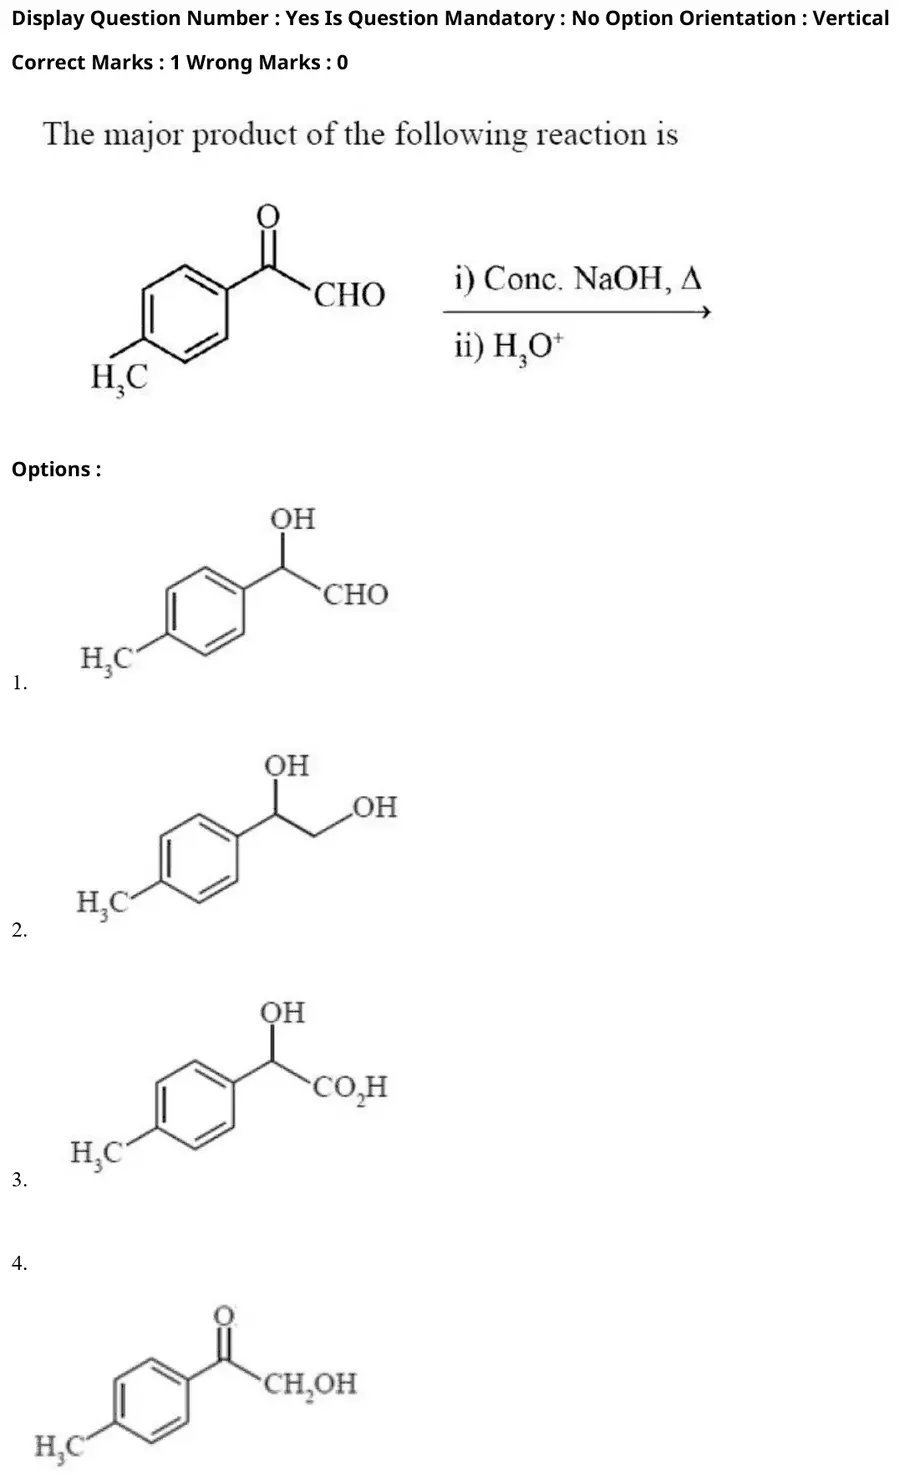 Display Question Number : Yes Is Question Mandatory : No Option Orientation : Vertical
Correct Marks : 1 Wrong Marks : 0
The major product of the following reaction is
O
CHO
H₃C
i) Conc. NaOH, Δ
ii) H₃O⁺
Options :
OH
CHO
H₃C
1.
OH
OH
H₃C
2.
OH
CO₂H
H₃C
3.
4.
O
CH₂OH
H₃C